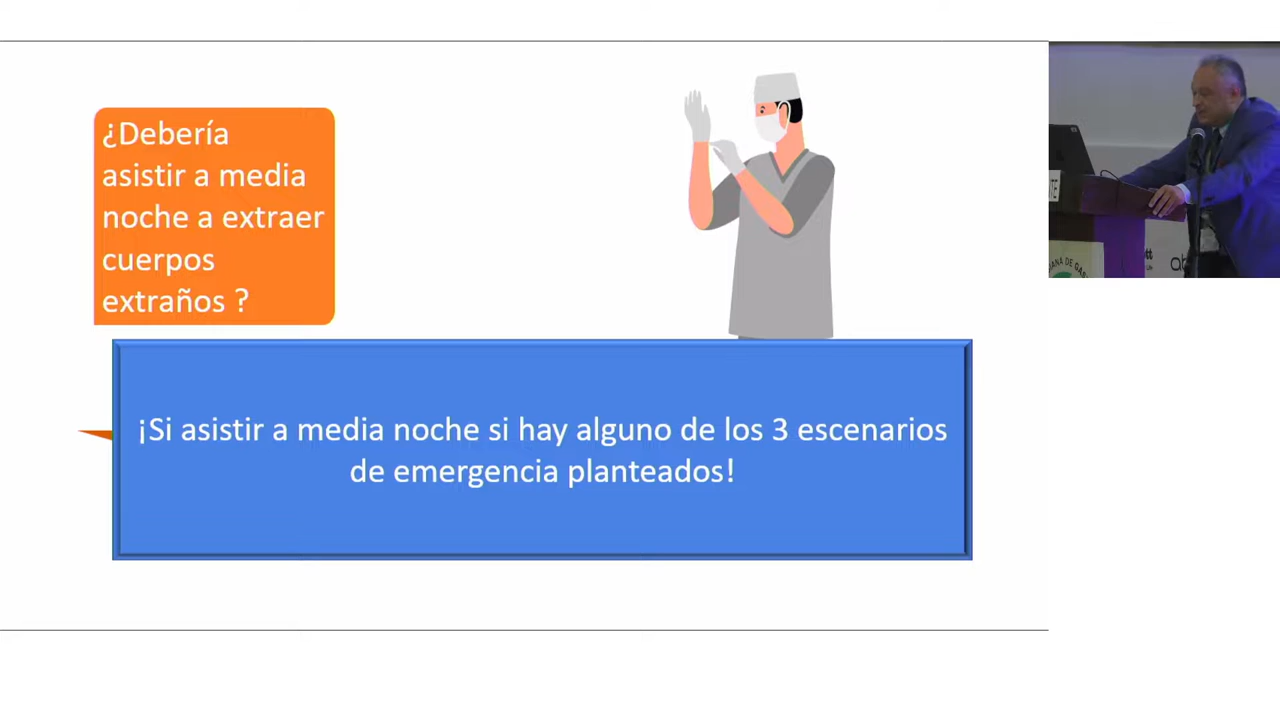 ¿Debería
asistir a media
noche a extraer
cuerpos
extraños ?
¡Si asistir a media noche si hay alguno de los 3 escenarios
de emergencia planteados!